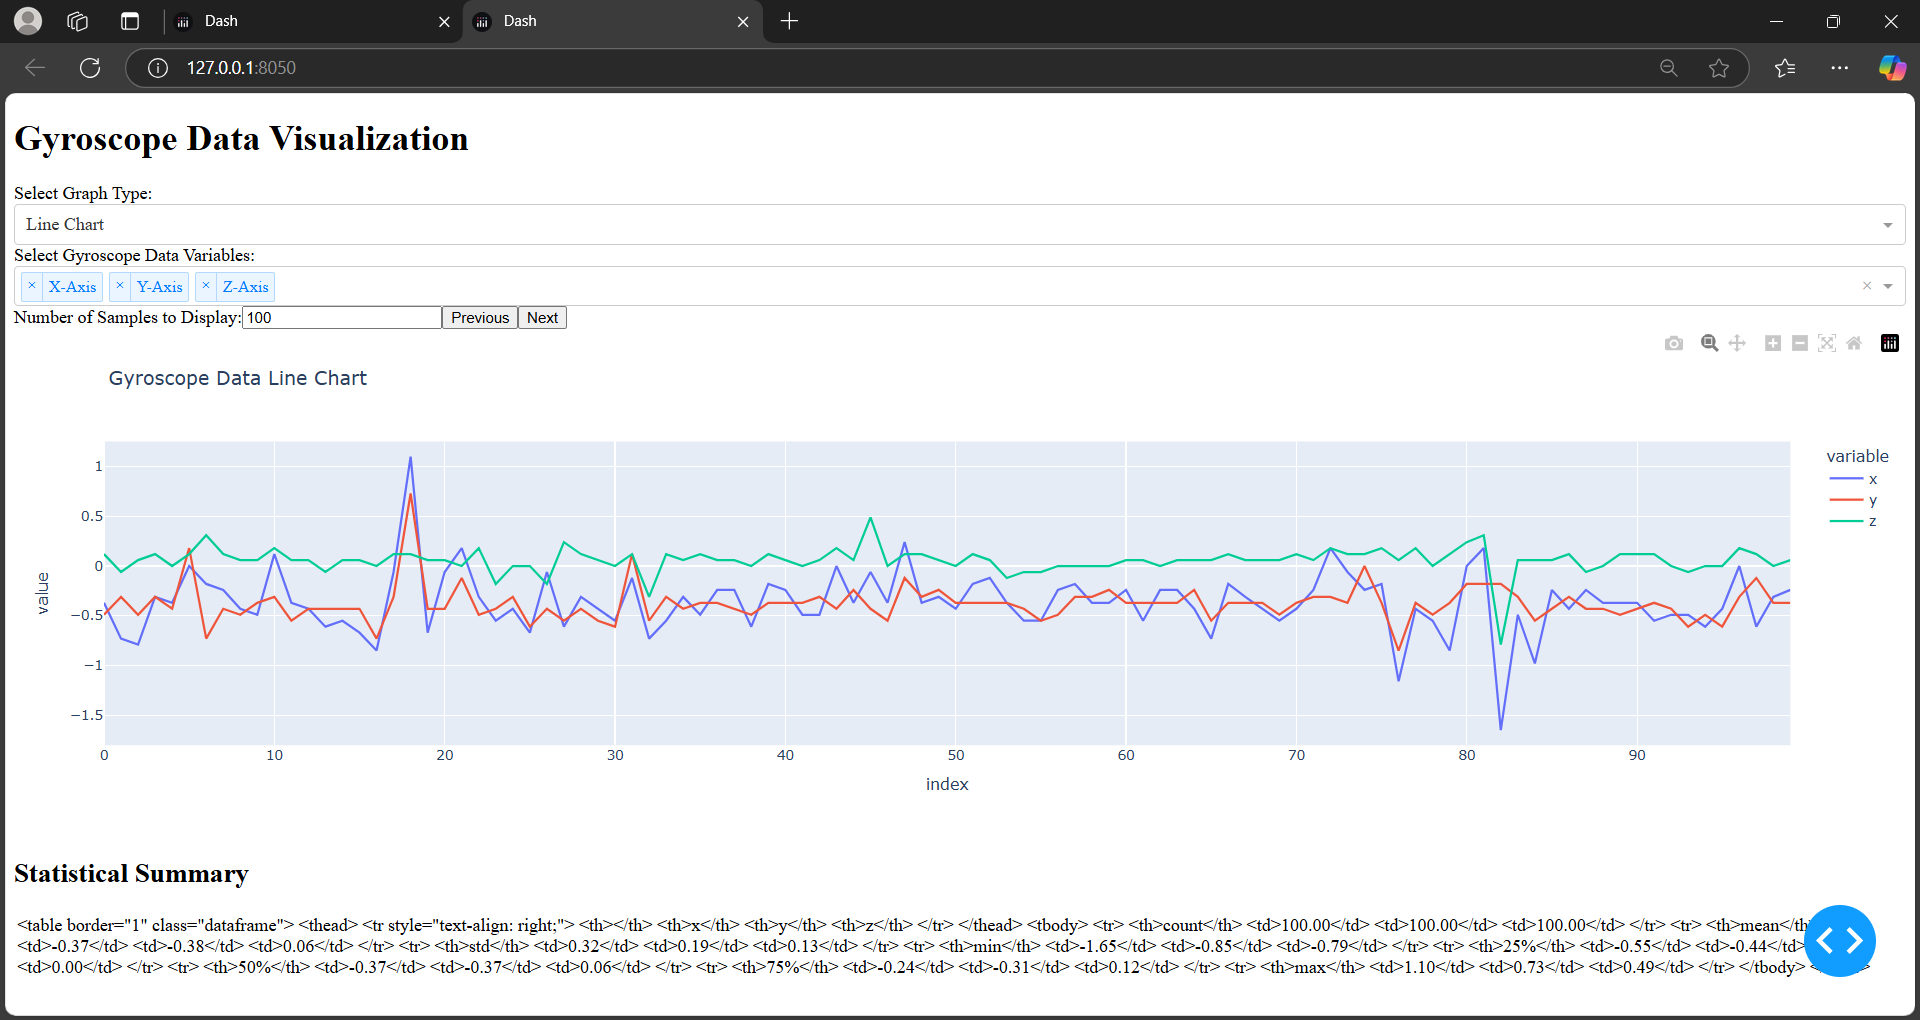 Dash
Dash
127.0.0.1:8050
Gyroscope Data Visualization
Select Graph Type:
Line Chart
Select Gyroscope Data Variables:
× X-Axis × Y-Axis × Z-Axis
Number of Samples to Display: 100 Previous Next
Gyroscope Data Line Chart
variable
x
y
z
value
1
0.5
0
−0.5
−1
−1.5
0 10 20 30 40 50 60 70 80 90
index
Statistical Summary
<table border="1" class="dataframe"> <thead> <tr style="text-align: right;"> <th></th> <th>x</th> <th>y</th> <th>z</th> </tr> </thead> <tbody> <tr> <th>count</th> <td>100.00</td> <td>100.00</td> <td>100.00</td> </tr> <tr> <th>mean</th
<td>-0.37</td> <td>-0.38</td> <td>0.06</td> </tr> <tr> <th>std</th> <td>0.32</td> <td>0.19</td> <td>0.13</td> </tr> <tr> <th>min</th> <td>-1.65</td> <td>-0.85</td> <td>-0.79</td> </tr> <tr> <th>25%</th> <td>-0.55</td> <td>-0.44</td>
<td>0.00</td> </tr> <tr> <th>50%</th> <td>-0.37</td> <td>-0.37</td> <td>0.06</td> </tr> <tr> <th>75%</th> <td>-0.24</td> <td>-0.31</td> <td>0.12</td> </tr> <tr> <th>max</th> <td>1.10</td> <td>0.73</td> <td>0.49</td> </tr> </tbody>